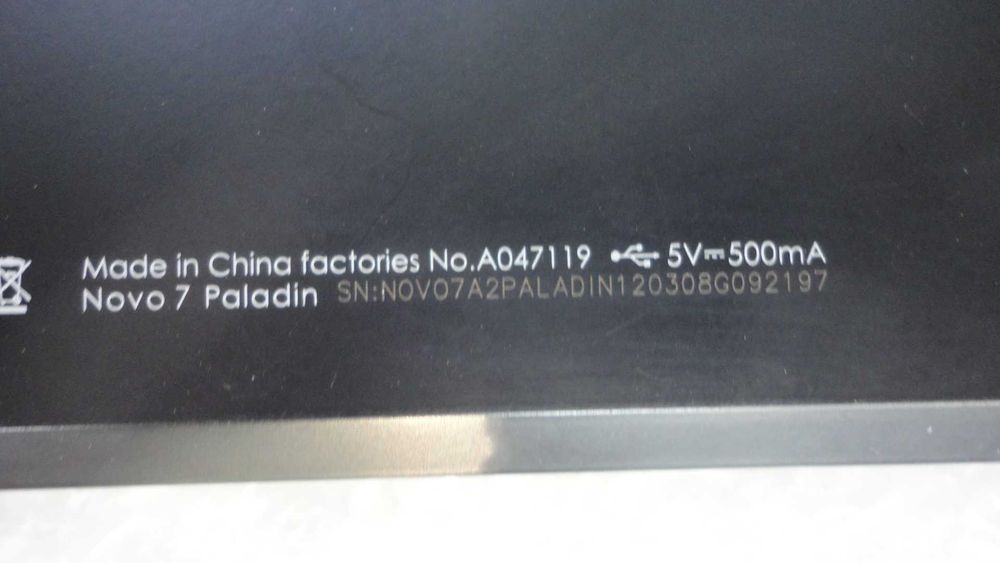 Made in China factories No.A047119 5V⎓500mA
Novo 7 Paladin SN:NOVO7A2PALADIN120308G092197